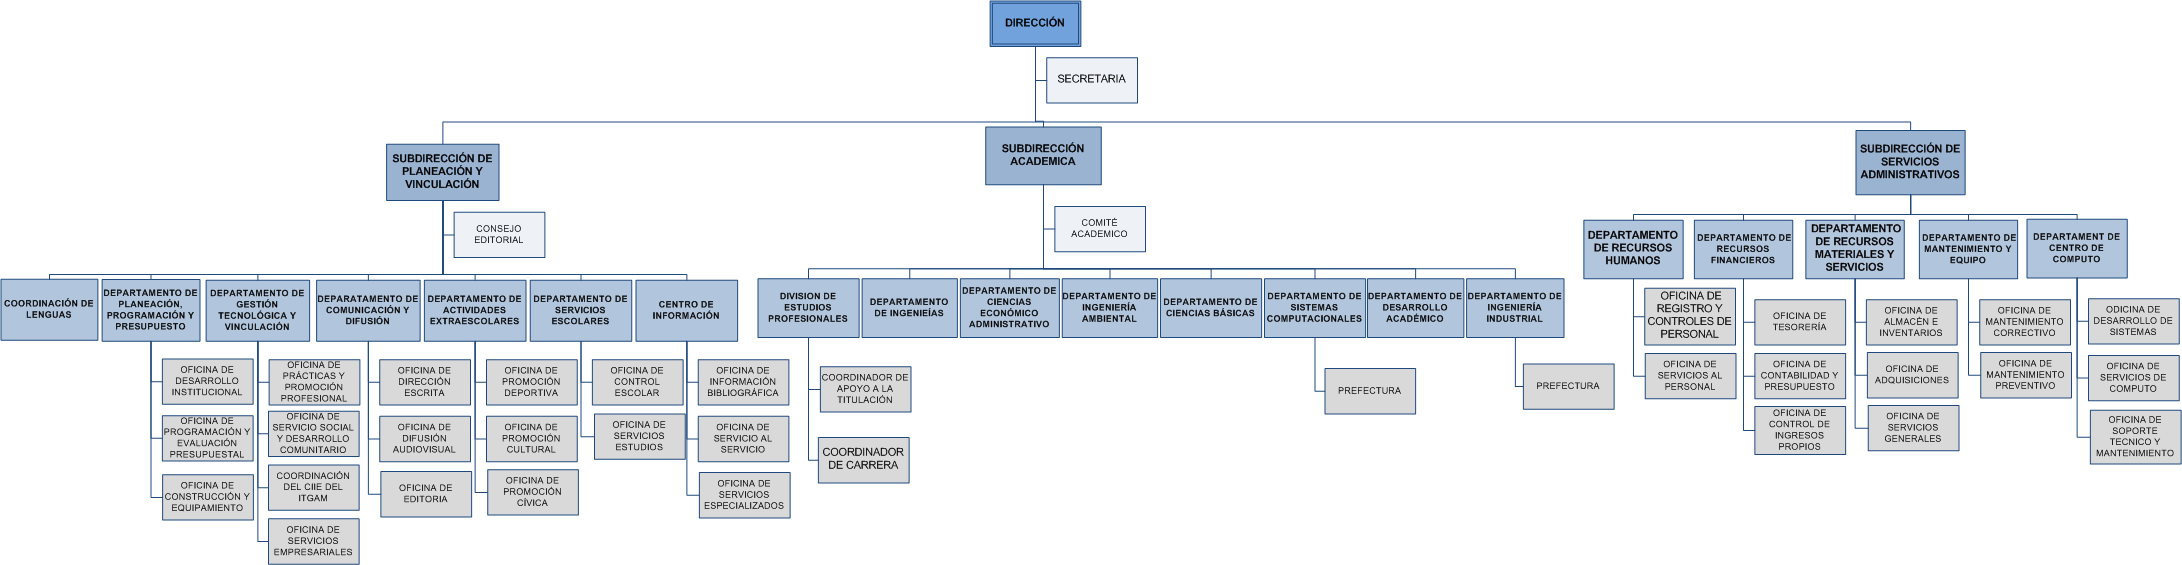 DIRECCIÓN
SECRETARIA
SUBDIRECCIÓN DE
PLANEACIÓN Y
VINCULACIÓN
SUBDIRECCIÓN
ACADEMICA
SUBDIRECCIÓN DE
SERVICIOS
ADMINISTRATIVOS
CONSEJO
EDITORIAL
COMITÉ
ACADEMICO
COORDINACIÓN DE
LENGUAS
DEPARTAMENTO DE
PLANEACIÓN,
PROGRAMACIÓN Y
PRESUPUESTO
DEPARTAMENTO DE
GESTIÓN
TECNOLÓGICA Y
VINCULACIÓN
DEPARATAMENTO DE
COMUNICACIÓN Y
DIFUSIÓN
DEPARTAMENTO DE
ACTIVIDADES
EXTRAESCOLARES
DEPARTAMENTO DE
SERVICIOS
ESCOLARES
CENTRO DE
INFORMACIÓN
DIVISION DE
ESTUDIOS
PROFESIONALES
DEPARTAMENTO
DE INGENIEÍAS
DEPARTAMENTO DE
CIENCIAS
ECONÓMICO
ADMINISTRATIVO
DEPARTAMENTO DE
INGENIERÍA
AMBIENTAL
DEPARTAMENTO DE
CIENCIAS BÁSICAS
DEPARTAMENTO DE
SISTEMAS
COMPUTACIONALES
DEPARTAMENTO DE
DESARROLLO
ACADÉMICO
DEPARTAMENTO DE
INGENIERÍA
INDUSTRIAL
DEPARTAMENTO
DE RECURSOS
HUMANOS
DEPARTAMENTO DE
RECURSOS
FINANCIEROS
DEPARTAMENTO
DE RECURSOS
MATERIALES Y
SERVICIOS
DEPARTAMENTO DE
MANTENIMIENTO Y
EQUIPO
DEPARTAMENT DE
CENTRO DE
COMPUTO
OFICINA DE
DESARROLLO
INSTITUCIONAL
OFICINA DE
PROGRAMACIÓN Y
EVALUACIÓN
PRESUPUESTAL
OFICINA DE
CONSTRUCCIÓN Y
EQUIPAMIENTO
OFICINA DE
PRÁCTICAS Y
PROMOCIÓN
PROFESIONAL
OFICINA DE
SERVICIO SOCIAL
Y DESARROLLO
COMUNITARIO
COORDINACIÓN
DEL CIIE DEL
ITGAM
OFICINA DE
SERVICIOS
EMPRESARIALES
OFICINA DE
DIRECCIÓN
ESCRITA
OFICINA DE
DIFUSIÓN
AUDIOVISUAL
OFICINA DE
EDITORIA
OFICINA DE
PROMOCIÓN
DEPORTIVA
OFICINA DE
PROMOCIÓN
CULTURAL
OFICINA DE
PROMOCIÓN
CÍVICA
OFICINA DE
CONTROL
ESCOLAR
OFICINA DE
SERVICIOS
ESTUDIOS
OFICINA DE
INFORMACIÓN
BIBLIOGRÁFICA
OFICINA DE
SERVICIO AL
SERVICIO
OFICINA DE
SERVICIOS
ESPECIALIZADOS
COORDINADOR DE
APOYO A LA
TITULACIÓN
COORDINADOR
DE CARRERA
PREFECTURA
PREFECTURA
OFICINA DE
REGISTRO Y
CONTROLES DE
PERSONAL
OFICINA DE
SERVICIOS AL
PERSONAL
OFICINA DE
TESORERÍA
OFICINA DE
CONTABILIDAD Y
PRESUPUESTO
OFICINA DE
CONTROL DE
INGRESOS
PROPIOS
OFICINA DE
ALMACÉN E
INVENTARIOS
OFICINA DE
ADQUISICIONES
OFICINA DE
SERVICIOS
GENERALES
OFICINA DE
MANTENIMIENTO
CORRECTIVO
OFICINA DE
MANTENIMIENTO
PREVENTIVO
ODICINA DE
DESARROLLO DE
SISTEMAS
OFICINA DE
SERVICIOS DE
COMPUTO
OFICINA DE
SOPORTE
TECNICO Y
MANTENIMIENTO